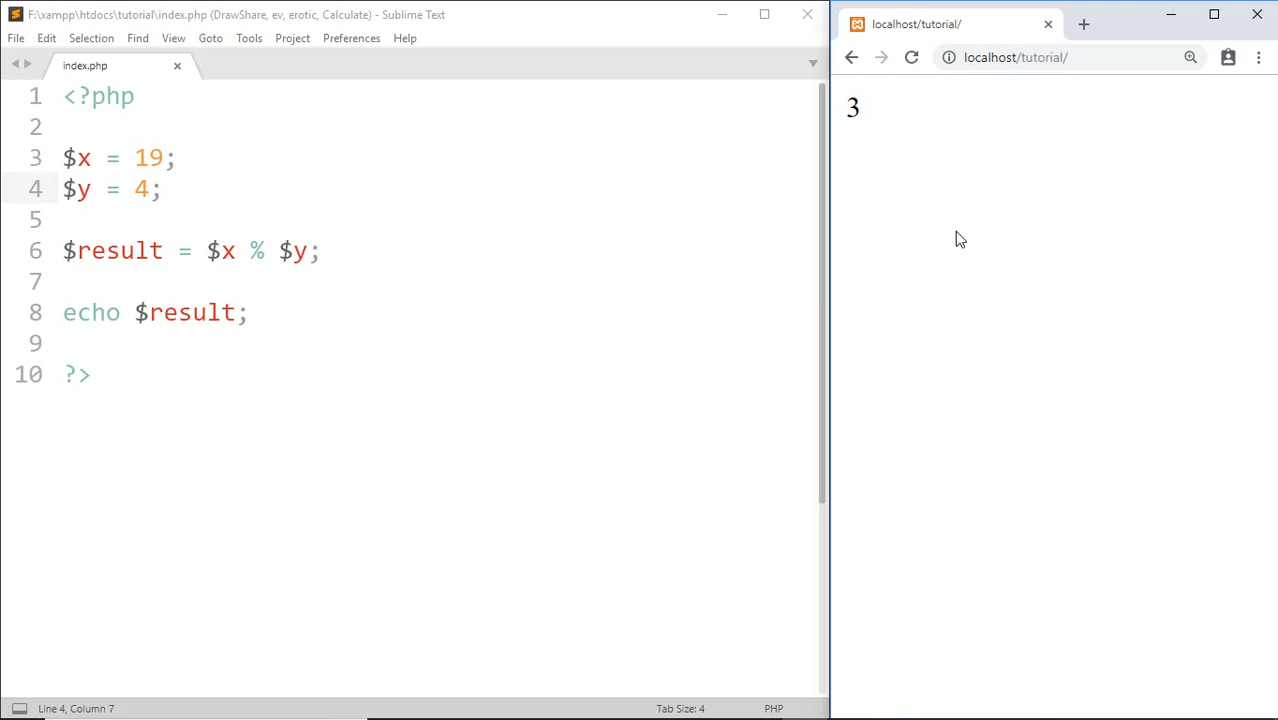 F:\xampp\htdocs\tutorial\index.php (DrawShare, ev, erotic, Calculate) - Sublime Text
File Edit Selection Find View Goto Tools Project Preferences Help
index.php
1 <?php
2
3 $x = 19;
4 $y = 4;
5
6 $result = $x % $y;
7
8 echo $result;
9
10 ?>
Line 4, Column 7
Tab Size: 4
PHP
localhost/tutorial/
localhost/tutorial/
3